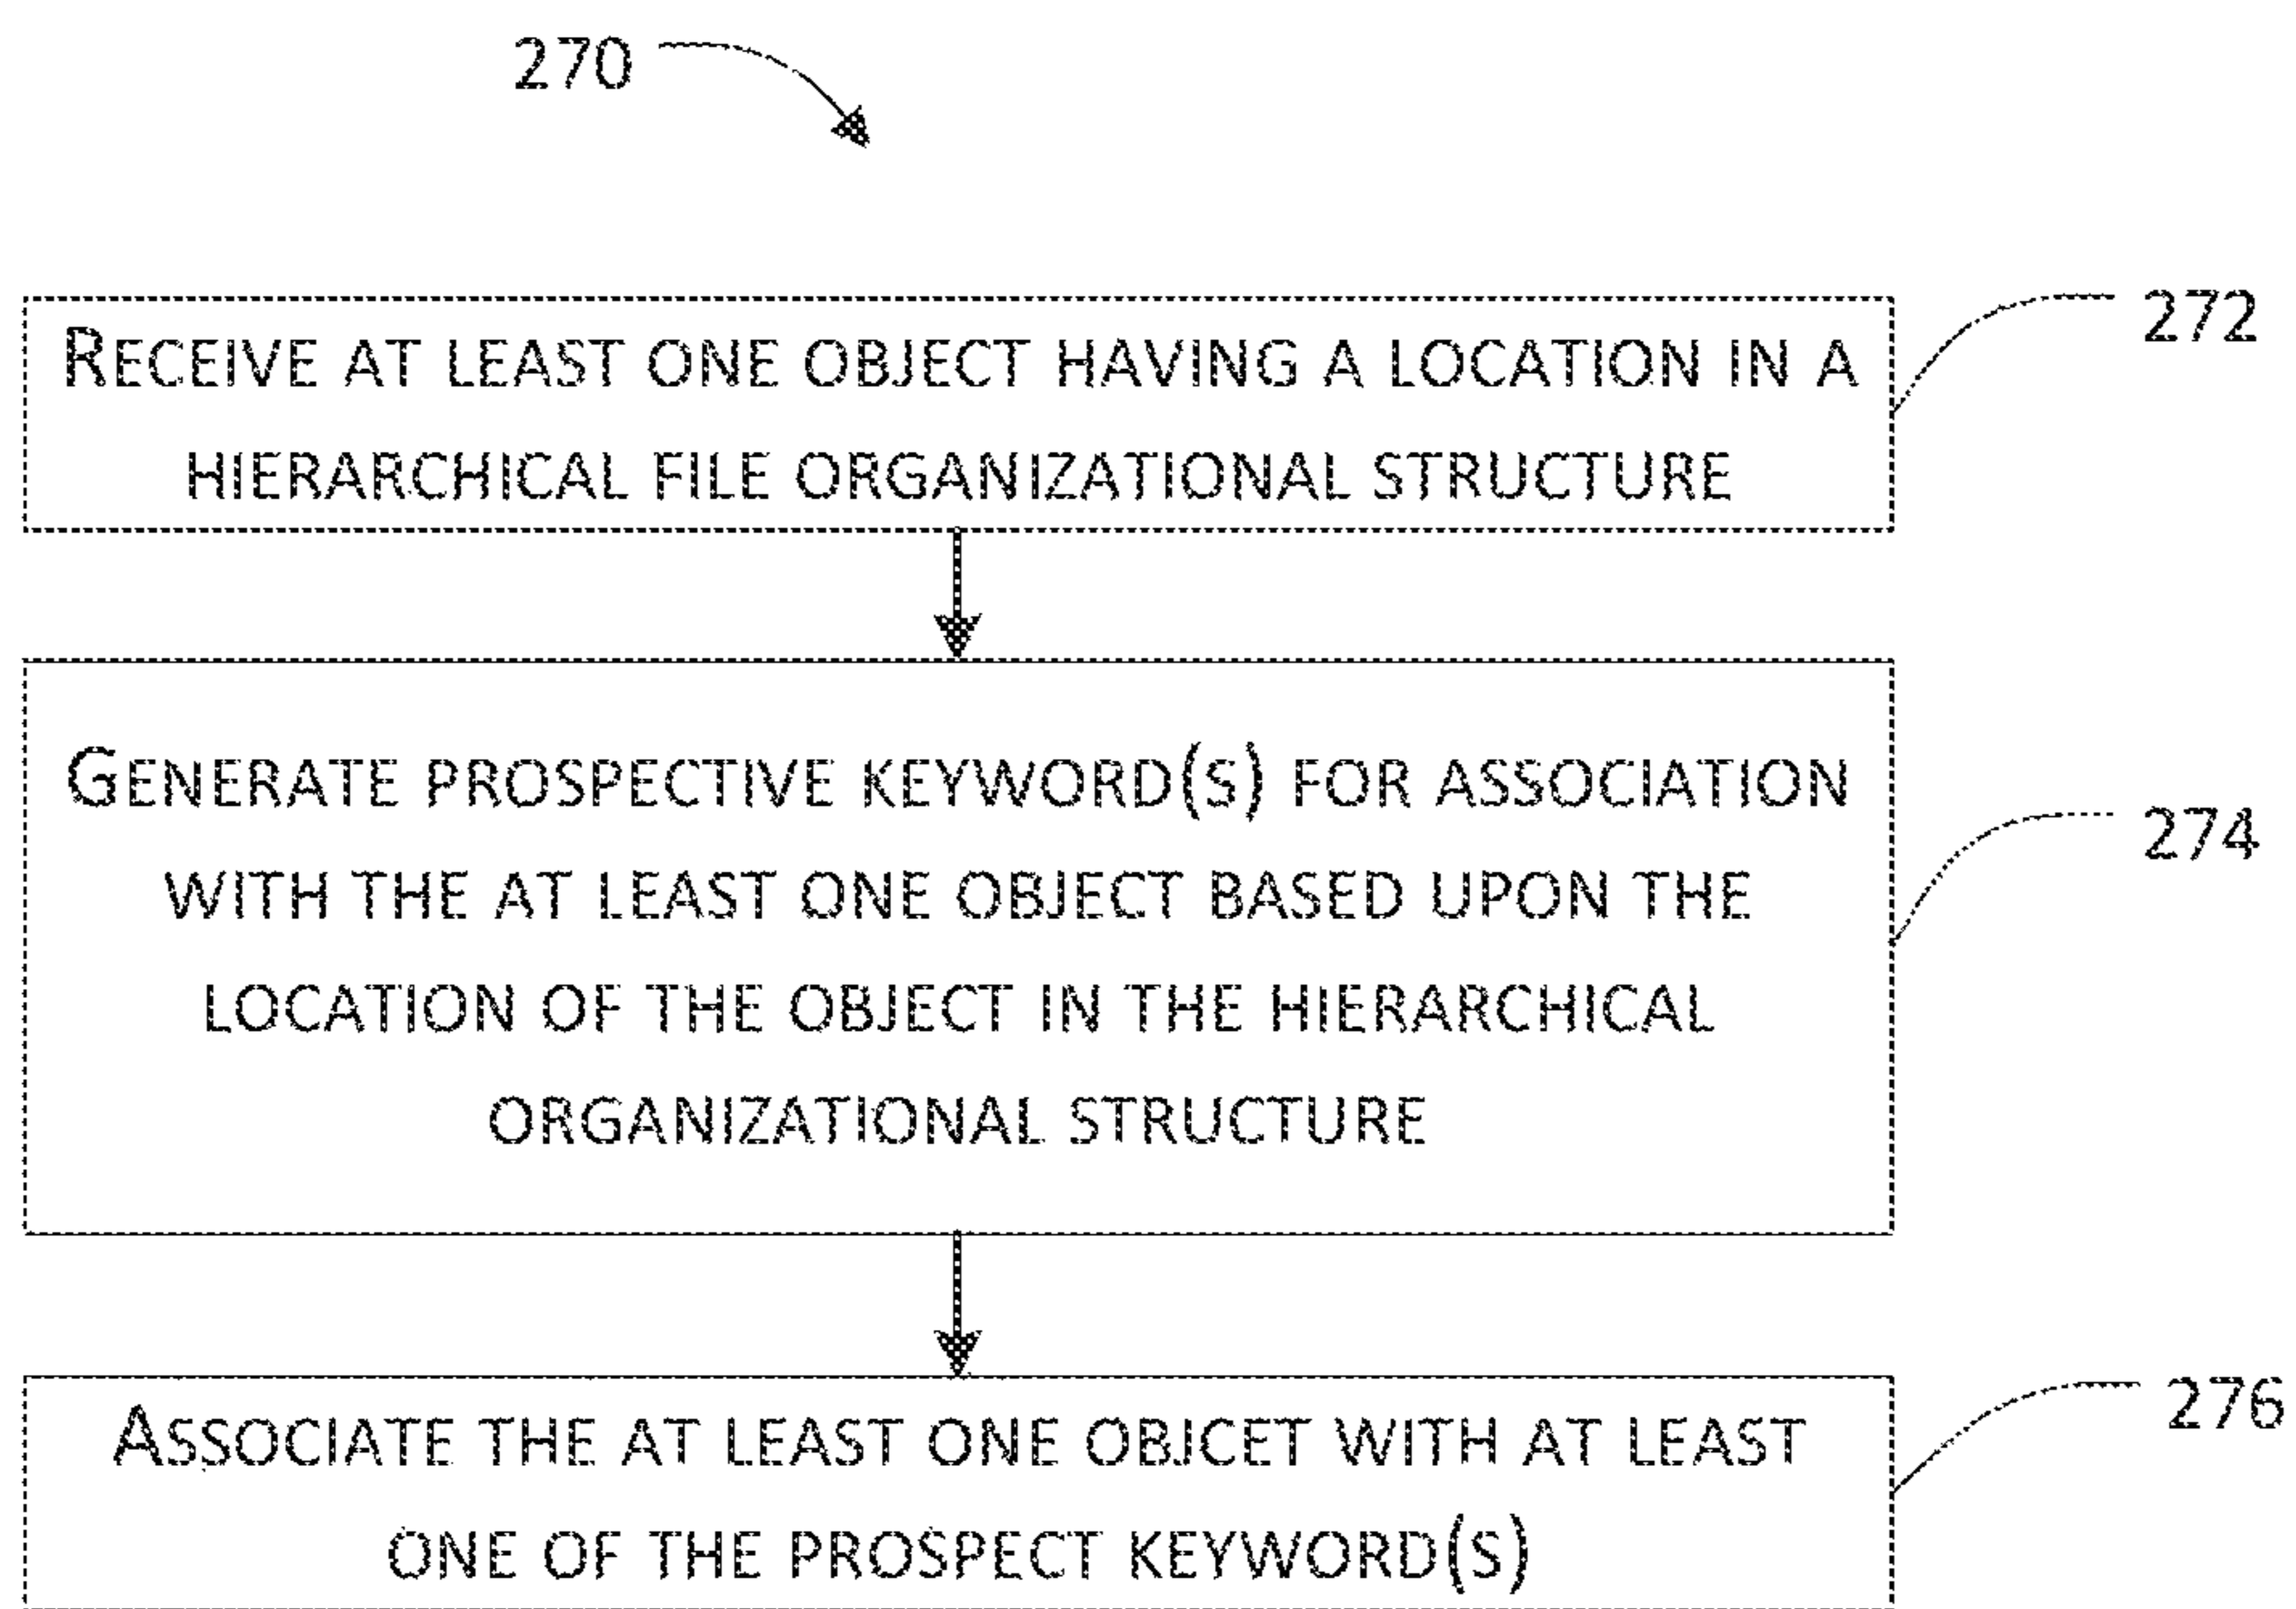 270
RECEIVE AT LEAST ONE OBJECT HAVING A LOCATION IN A
HIERARCHICAL FILE ORGANIZATIONAL STRUCTURE
272
GENERATE PROSPECTIVE KEYWORD(S) FOR ASSOCIATION
WITH THE AT LEAST ONE OBJECT BASED UPON THE
LOCATION OF THE OBJECT IN THE HIERARCHICAL
ORGANIZATIONAL STRUCTURE
274
ASSOCIATE THE AT LEAST ONE OBJCET WITH AT LEAST
ONE OF THE PROSPECT KEYWORD(S)
276